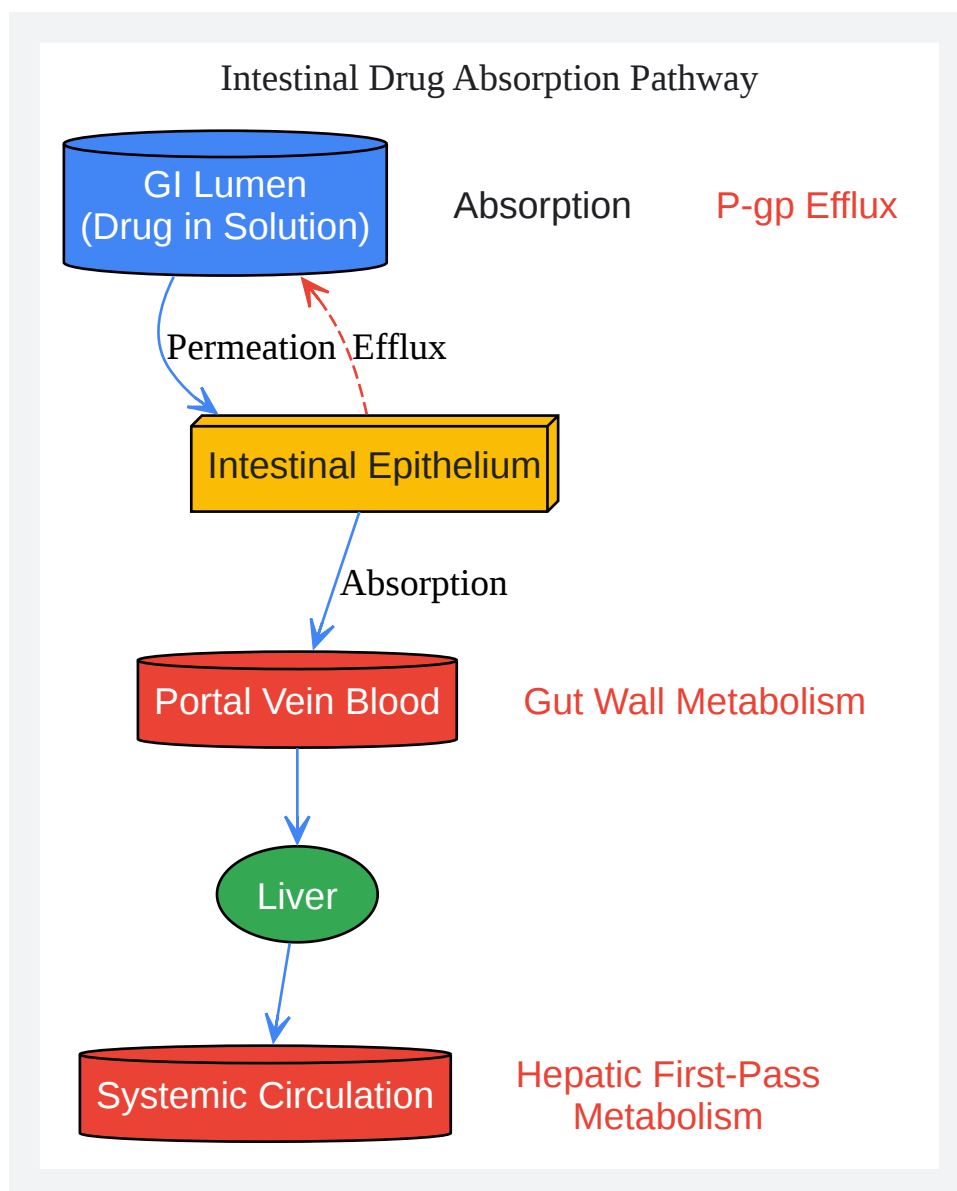 Intestinal Drug Absorption Pathway
GI Lumen
(Drug in Solution)
Absorption
P-gp Efflux
Permeation
Efflux
Intestinal Epithelium
Absorption
Portal Vein Blood
Gut Wall Metabolism
Liver
Systemic Circulation
Hepatic First-Pass
Metabolism